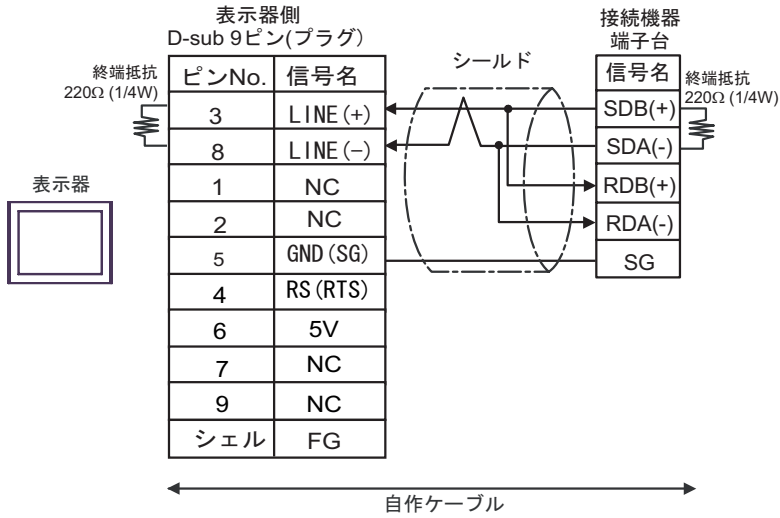 表示器側
D-sub 9ピン(プラグ)
接続機器
端子台
シールド
終端抵抗
220Ω (1/4W)
ピンNo. 信号名
信号名
終端抵抗
220Ω (1/4W)
3 LINE(+)
SDB(+)
8 LINE(−)
SDA(-)
表示器
1 NC
RDB(+)
2 NC
RDA(-)
5 GND(SG)
SG
4 RS(RTS)
6 5V
7 NC
9 NC
シェル FG
自作ケーブル